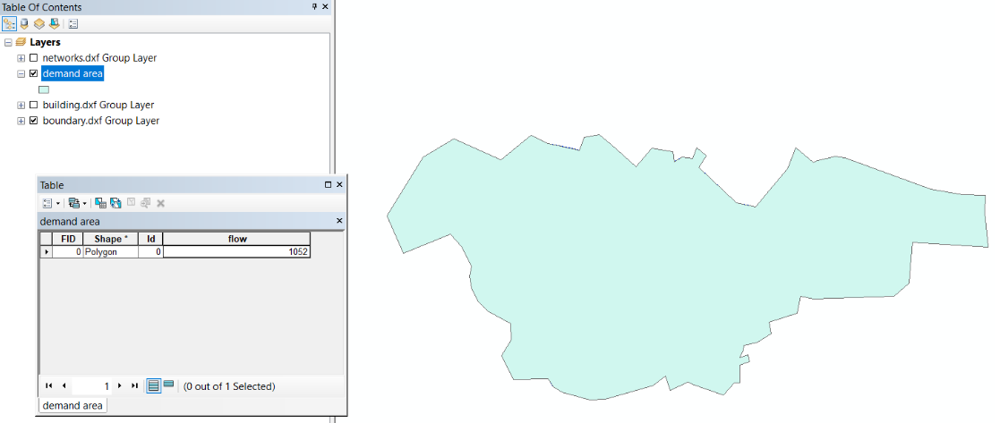 Table Of Contents
Layers
networks.dxf Group Layer
demand area
building.dxf Group Layer
boundary.dxf Group Layer
Table
demand area
FID Shape * Id flow
0 Polygon 0 1052
1 (0 out of 1 Selected)
demand area